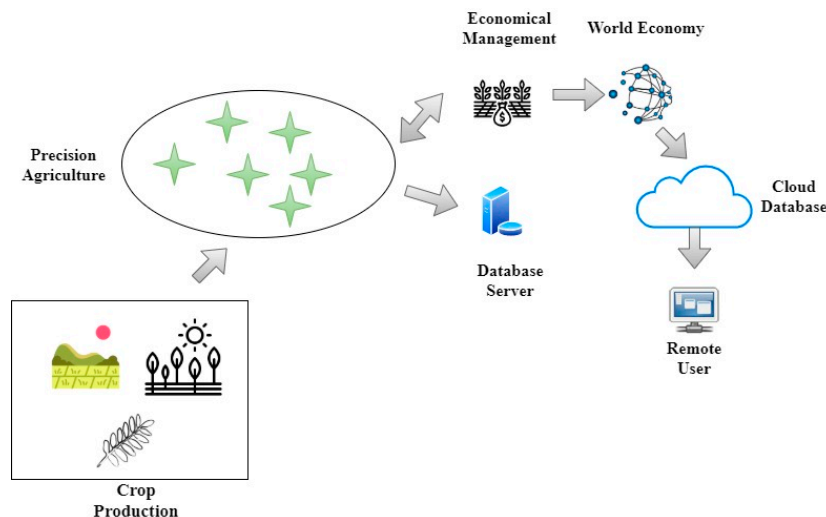 Economical
Management
World Economy
Precision
Agriculture
$
Cloud
Database
Database
Server
Remote
User
Crop
Production